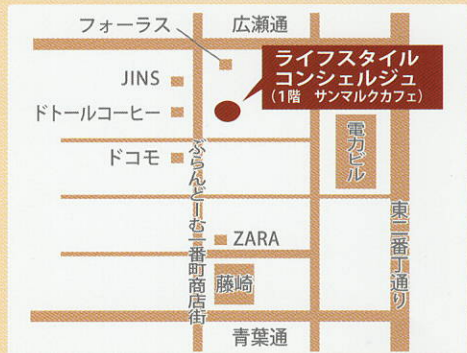 フォーラス
広瀬通
ライフスタイル
コンシェルジュ
（1階　サンマルクカフェ）
JINS
ドトールコーヒー
ドコモ
電力ビル
ぶらんどーむ一番町商店街
東二番丁通り
ZARA
藤崎
青葉通